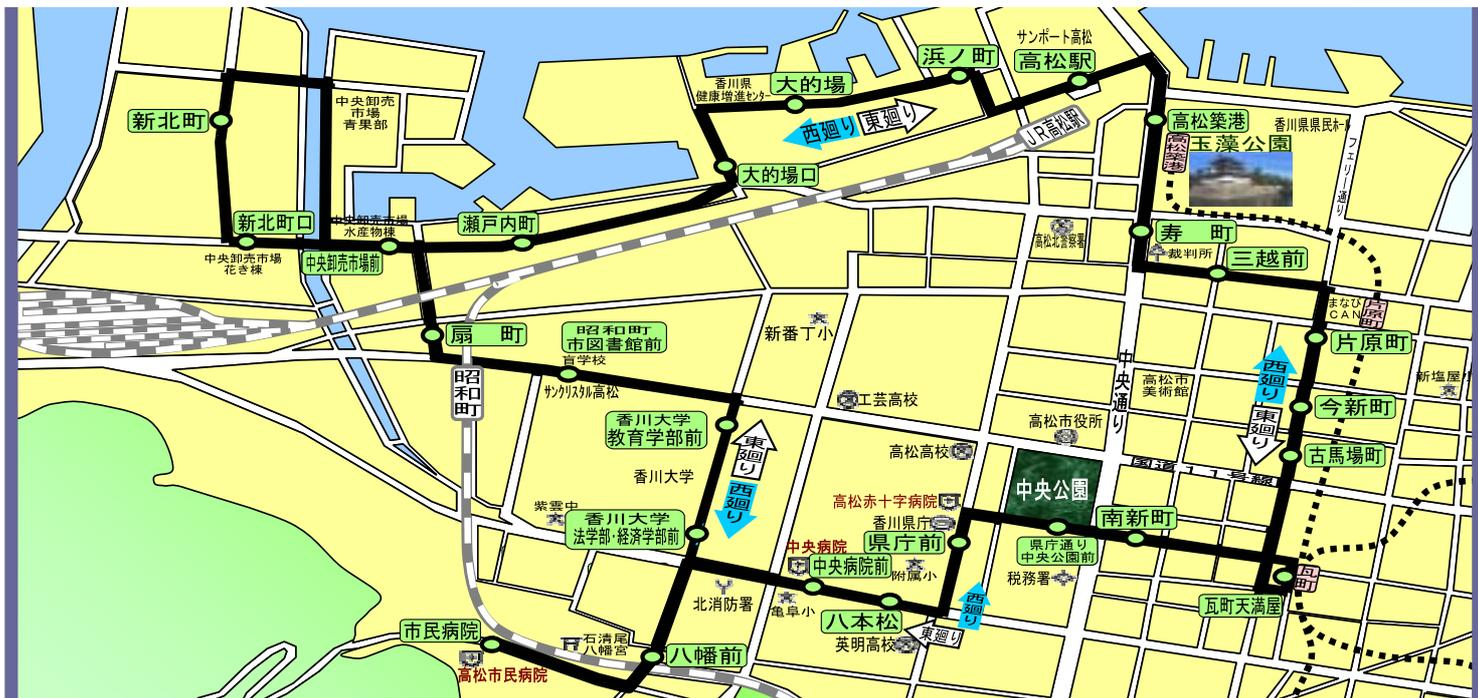 サンポート高松
浜ノ町
高松駅
香川県
健康増進センター
大的場
中央卸売
市場
青果部
新北町
西廻り
東廻り
JR高松駅
高松築港
高松築港
香川県県民ホール
玉藻公園
フェリー通り
大的場口
新北町口
中央卸売市場
水産物棟
瀬戸内町
中央卸売市場前
中央卸売市場
花き棟
高松北警察署
寿町
裁判所
三越前
まなび
CAN
片原町
片原町
扇町
昭和町
市図書館前
盲学校
サンクリスタル高松
昭和町
新番丁小
工芸高校
中央通り
高松市
美術館
西廻り
東廻り
今新町
新塩屋小
古馬場町
香川大学
教育学部前
東廻り
西廻り
香川大学
高松高校
高松市役所
国道11号線
中央公園
高松赤十字病院
香川県庁
県庁前
紫雲中
香川大学
法学部・経済学部前
中央病院
中央病院前
附属小
県庁通り
中央公園前
南新町
税務署
瓦町
瓦町天満屋
北消防署
亀阜小
八本松
西廻り
東廻り
英明高校
市民病院
高松市民病院
石清尾
八幡宮
八幡前